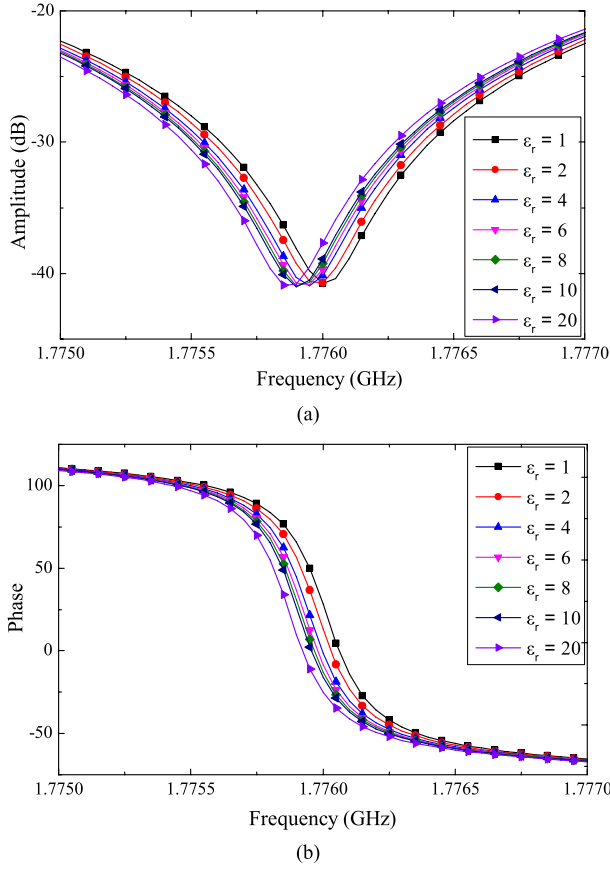 -20
-30
-40
Amplitude (dB)
εr = 1
εr = 2
εr = 4
εr = 6
εr = 8
εr = 10
εr = 20
1.7750
1.7755
1.7760
1.7765
1.7770
Frequency (GHz)
(a)
100
50
0
-50
Phase
εr = 1
εr = 2
εr = 4
εr = 6
εr = 8
εr = 10
εr = 20
1.7750
1.7755
1.7760
1.7765
1.7770
Frequency (GHz)
(b)